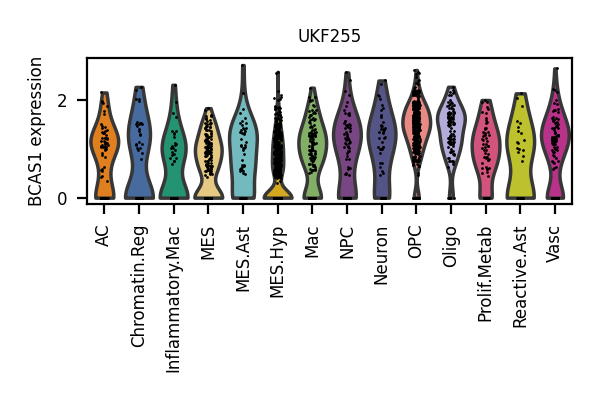 UKF255
BCAS1 expression
2
0
AC
Chromatin.Reg
Inflammatory.Mac
MES
MES.Ast
MES.Hyp
Mac
NPC
Neuron
OPC
Oligo
Prolif.Metab
Reactive.Ast
Vasc